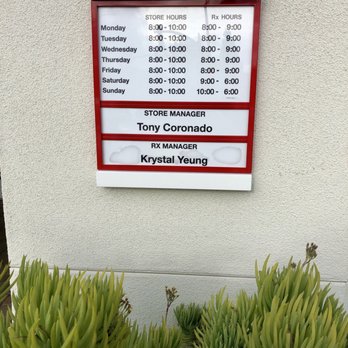 STORE HOURS Rx HOURS
Monday 8:00 - 10:00 8:00 - 9:00
Tuesday 8:00 - 10:00 8:00 - 9:00
Wednesday 8:00 - 10:00 8:00 - 9:00
Thursday 8:00 - 10:00 8:00 - 9:00
Friday 8:00 - 10:00 8:00 - 9:00
Saturday 8:00 - 10:00 9:00 - 6:00
Sunday 8:00 - 10:00 10:00 - 6:00
STORE MANAGER
Tony Coronado
RX MANAGER
Krystal Yeung